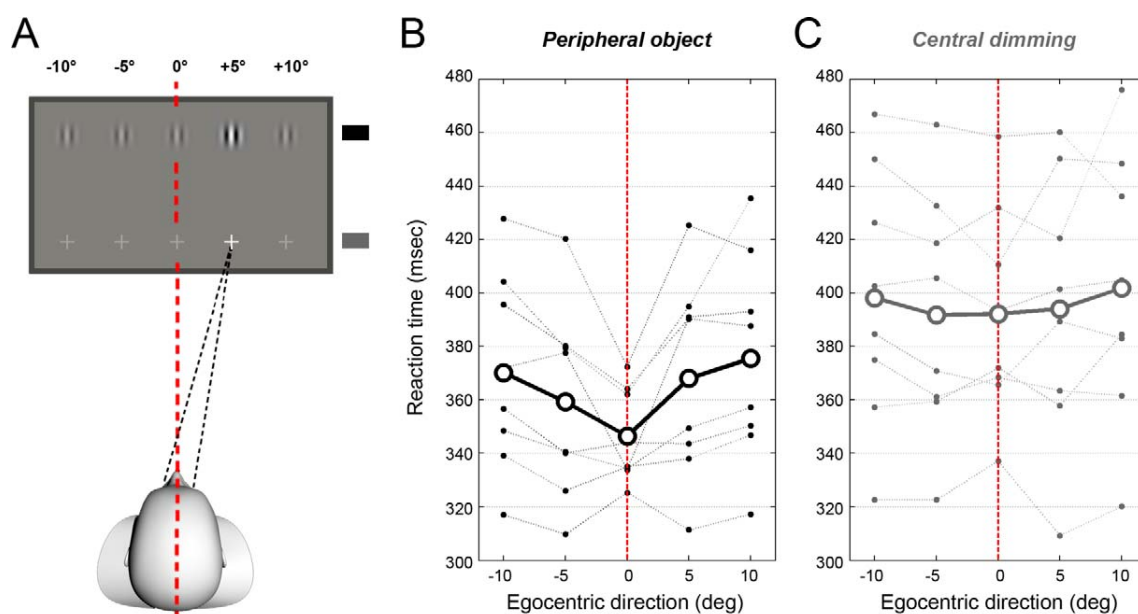 A
-10° -5° 0° +5° +10°
B
Peripheral object
Reaction time (msec)
480
460
440
420
400
380
360
340
320
300
-10 -5 0 5 10
Egocentric direction (deg)
C
Central dimming
480
460
440
420
400
380
360
340
320
300
-10 -5 0 5 10
Egocentric direction (deg)